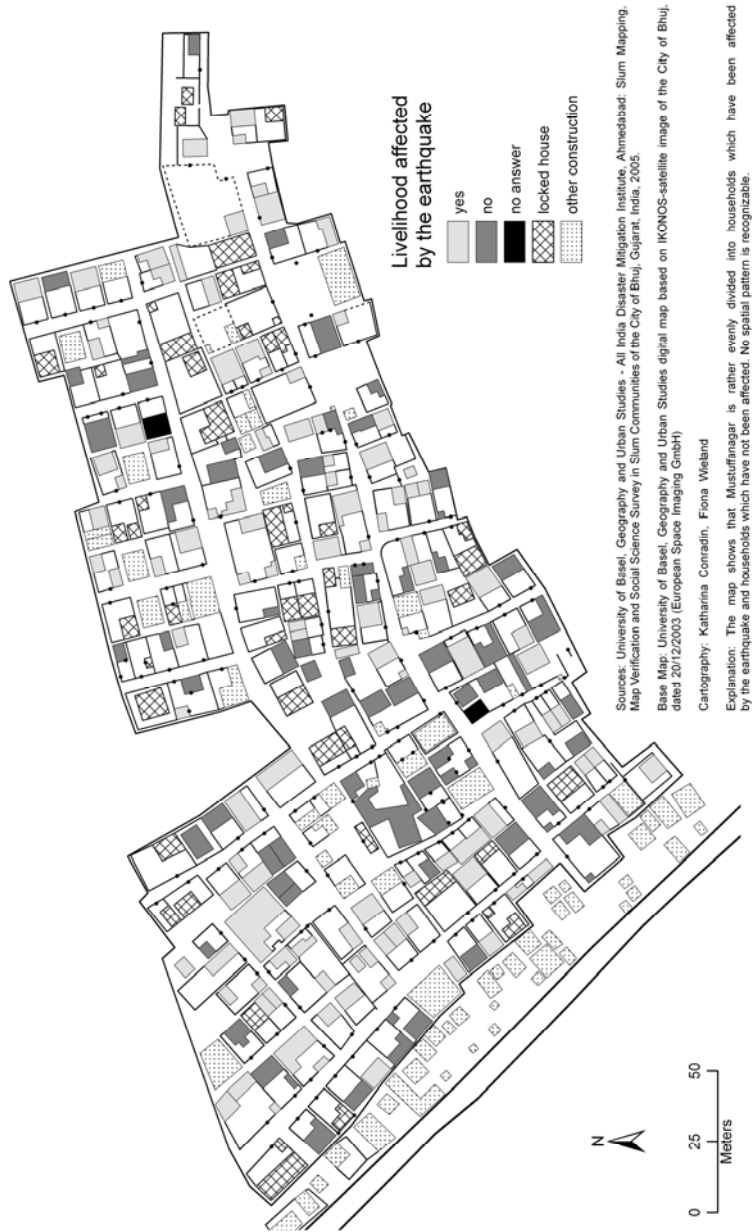 Livelihood affected
by the earthquake
yes
no
no answer
locked house
other construction
Sources: University of Basel, Geography and Urban Studies - All India Disaster Mitigation Institute, Ahmedabad: Slum Mapping,
Map Verification and Social Science Survey in Slum Communities of the City of Bhuj, Gujarat, India, 2005.
Base Map: University of Basel, Geography and Urban Studies digital map based on IKONOS-satellite image of the City of Bhuj,
dated 20/12/2003 (European Space Imaging GmbH)
Cartography: Katharina Conradin, Fiona Wieland
Explanation: The map shows that Mustuffanagar is rather evenly divided into households which have been affected
by the earthquake and households which have not been affected. No spatial pattern is recognizable.
N
0 25 50
Meters